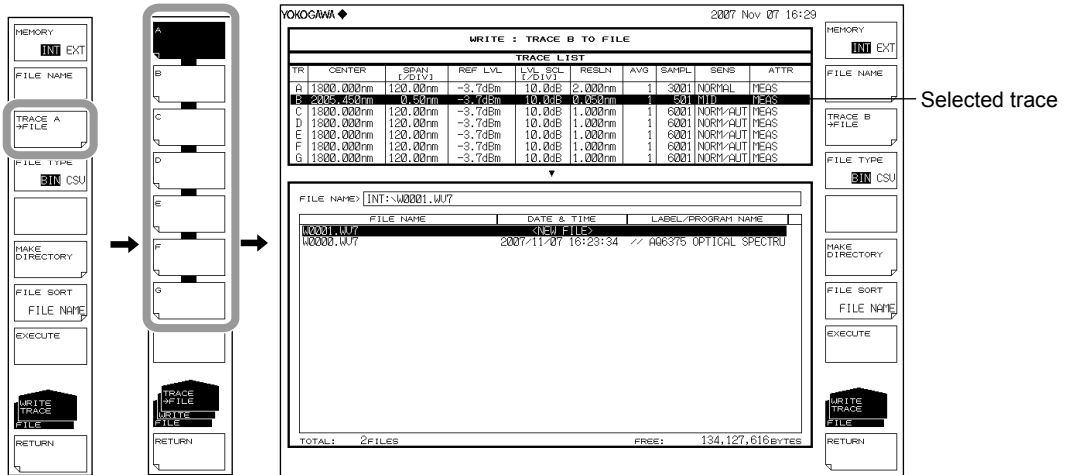 MEMORY
INT EXT
FILE NAME
TRACE A
→FILE
FILE TYPE
BIN CSV
MAKE
DIRECTORY
FILE SORT
FILE NAME
EXECUTE
WRITE
TRACE
FILE
RETURN
A
B
C
D
E
F
G
TRACE
→FILE
WRITE
FILE
RETURN
YOKOGAWA ◆ 2007 Nov 07 16:29
WRITE : TRACE B TO FILE
TRACE LIST
TR CENTER SPAN [/DIV] REF LVL LVL SCL [/DIV] RESLN AVG SAMPL SENS ATTR
A 1800.000nm 120.00nm -3.7dBm 10.0dB 2.000nm 1 3001 NORMAL MEAS
B 2005.450nm 0.50nm -3.7dBm 10.0dB 0.050nm 1 501 MID MEAS
C 1800.000nm 120.00nm -3.7dBm 10.0dB 1.000nm 1 6001 NORM/AUT MEAS
D 1800.000nm 120.00nm -3.7dBm 10.0dB 1.000nm 1 6001 NORM/AUT MEAS
E 1800.000nm 120.00nm -3.7dBm 10.0dB 1.000nm 1 6001 NORM/AUT MEAS
F 1800.000nm 120.00nm -3.7dBm 10.0dB 1.000nm 1 6001 NORM/AUT MEAS
G 1800.000nm 120.00nm -3.7dBm 10.0dB 1.000nm 1 6001 NORM/AUT MEAS
FILE NAME> INT:\W0001.WV7
FILE NAME DATE & TIME LABEL/PROGRAM NAME
W0001.WV7 <NEW FILE>
W0000.WV7 2007/11/07 16:23:34 // AQ6375 OPTICAL SPECTRU
TOTAL: 2FILES FREE: 134,127,616BYTES
MEMORY
INT EXT
FILE NAME
TRACE B
→FILE
FILE TYPE
BIN CSV
MAKE
DIRECTORY
FILE SORT
FILE NAME
EXECUTE
WRITE
TRACE
FILE
RETURN
Selected trace